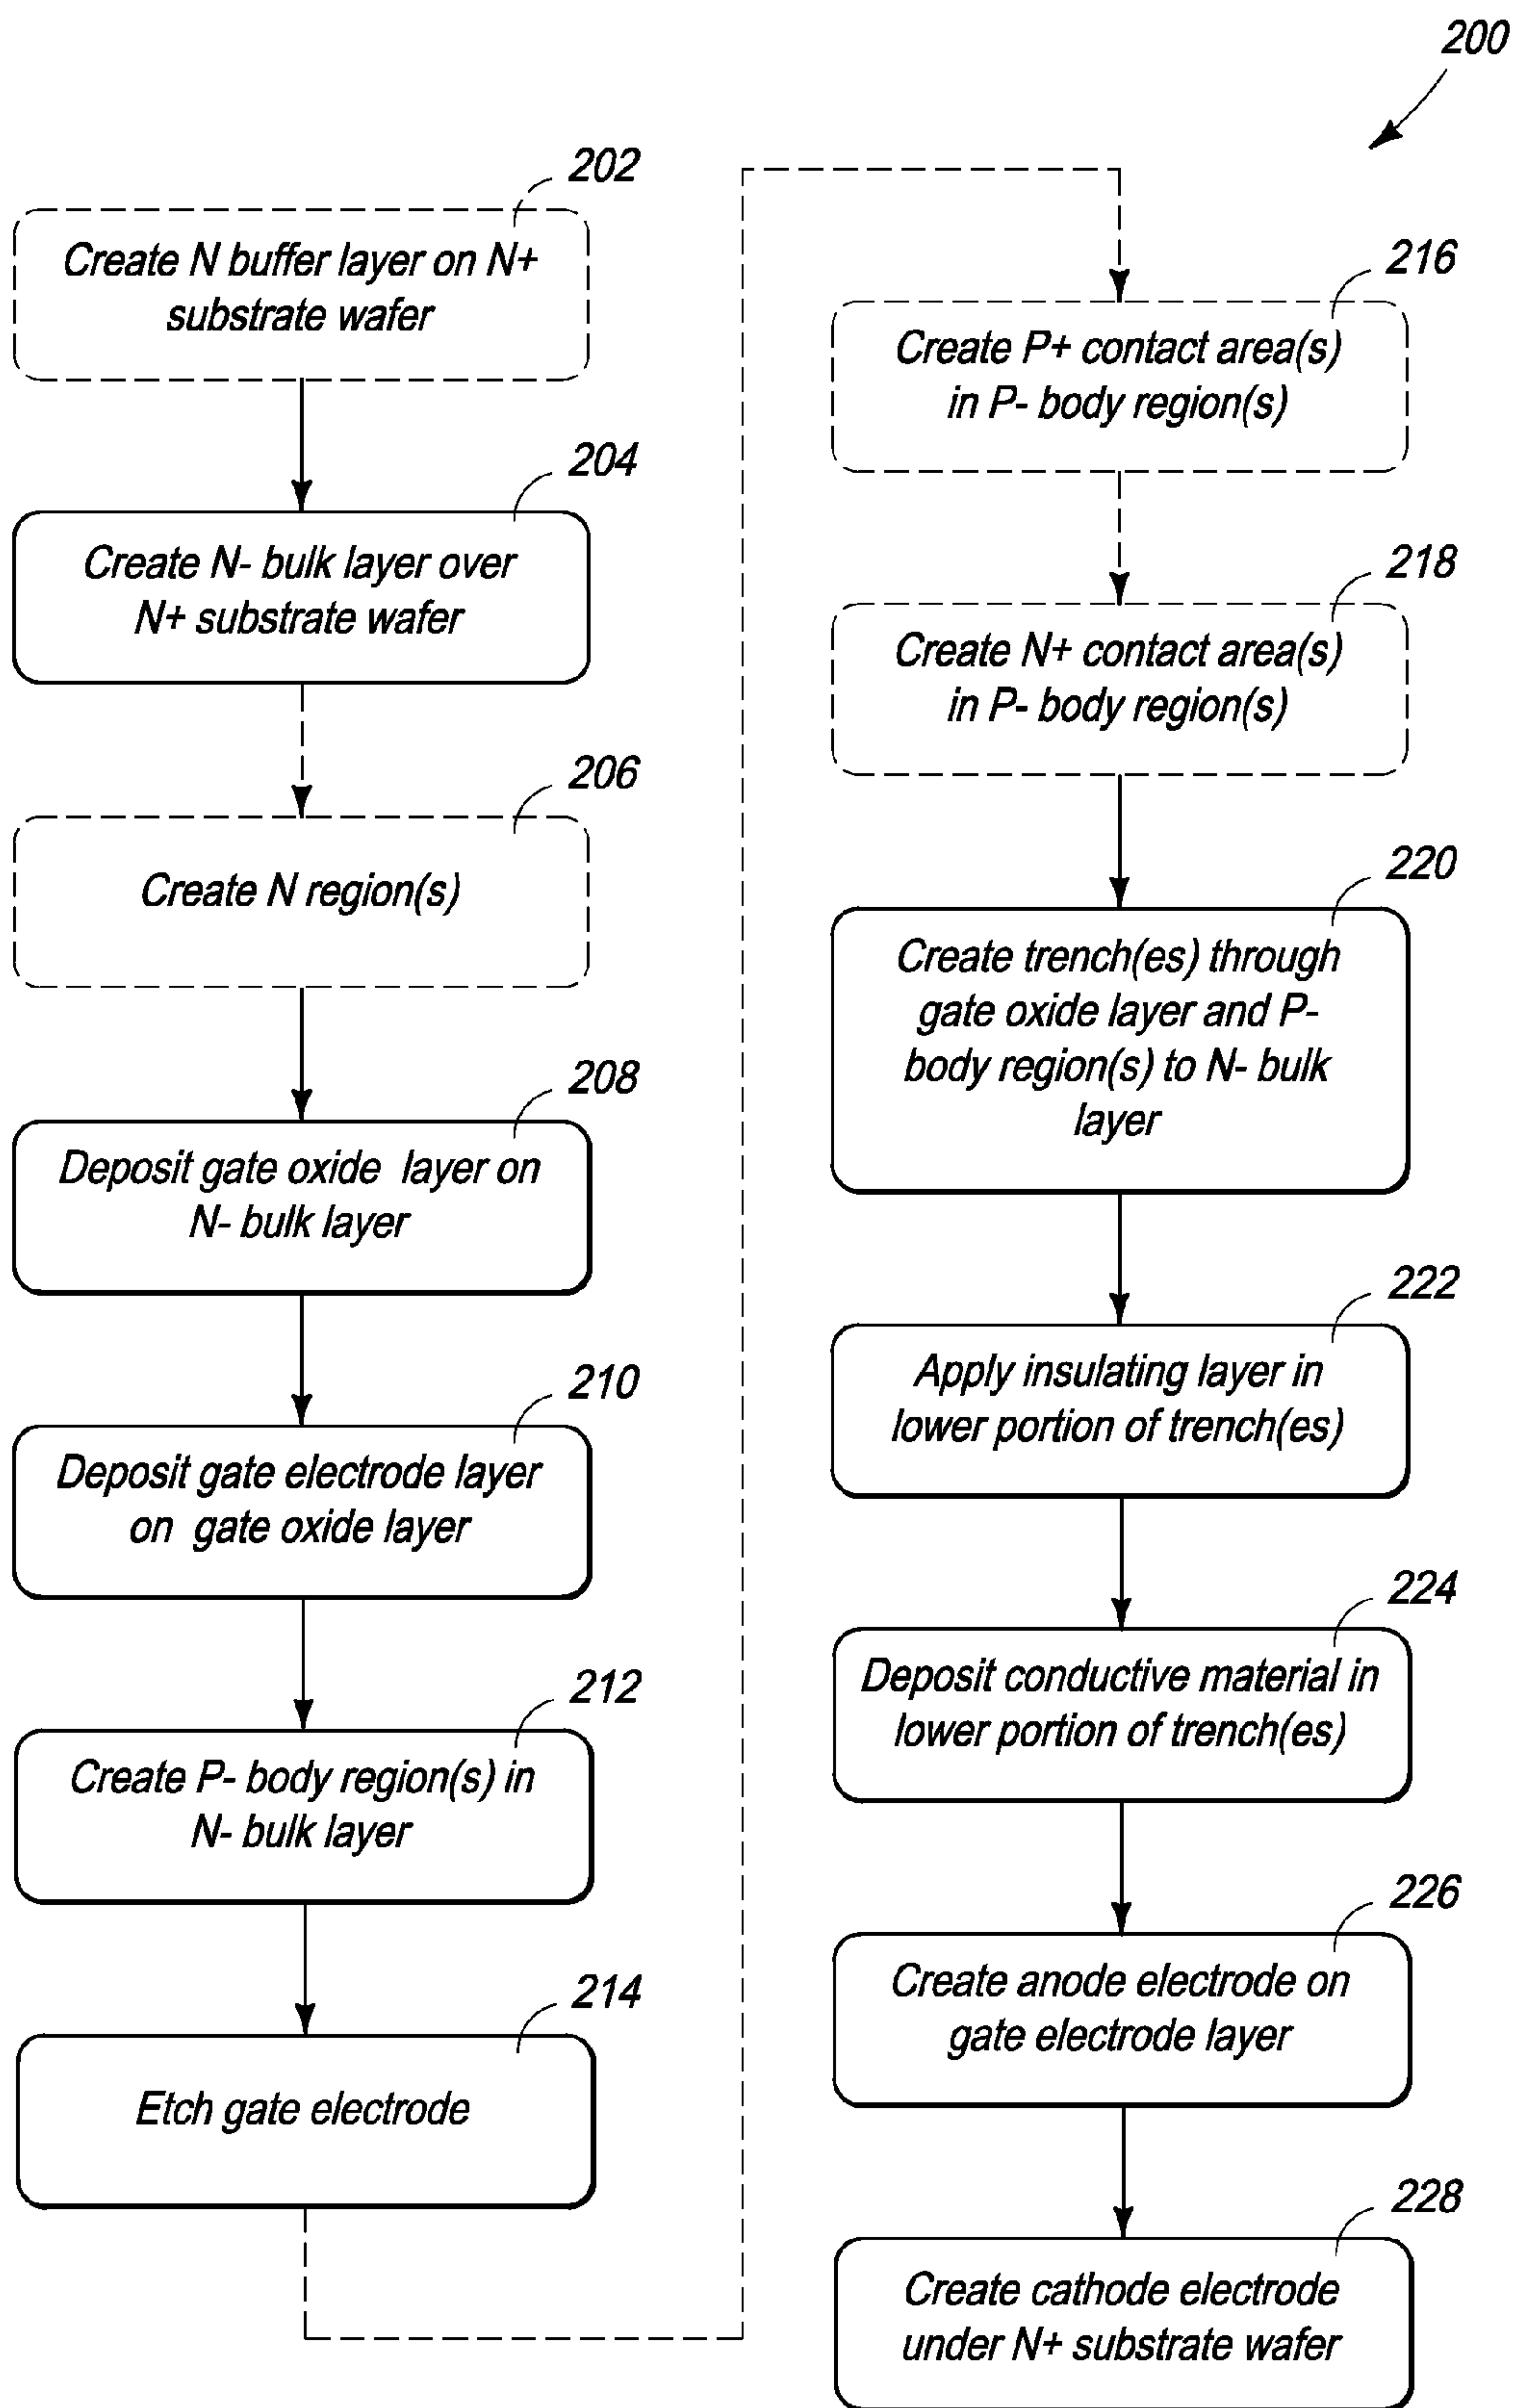 200
202
Create N buffer layer on N+
substrate wafer
204
Create N- bulk layer over
N+ substrate wafer
206
Create N region(s)
208
Deposit gate oxide layer on
N- bulk layer
210
Deposit gate electrode layer
on gate oxide layer
212
Create P- body region(s) in
N- bulk layer
214
Etch gate electrode
216
Create P+ contact area(s)
in P- body region(s)
218
Create N+ contact area(s)
in P- body region(s)
220
Create trench(es) through
gate oxide layer and P-
body region(s) to N- bulk
layer
222
Apply insulating layer in
lower portion of trench(es)
224
Deposit conductive material in
lower portion of trench(es)
226
Create anode electrode on
gate electrode layer
228
Create cathode electrode
under N+ substrate wafer